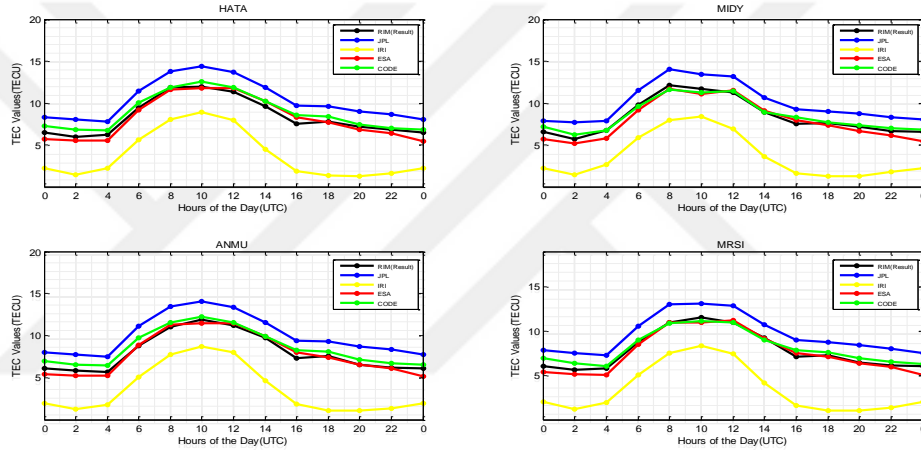 HATA
20
15
10
5
TEC Values(TECU)
0 2 4 6 8 10 12 14 16 18 20 22 0
Hours of the Day(UTC)
RIM(Result)
JPL
IRI
ESA
CODE
MIDY
20
15
10
5
TEC Values(TECU)
0 2 4 6 8 10 12 14 16 18 20 22 0
Hours of the Day(UTC)
RIM(Result)
JPL
IRI
ESA
CODE
ANMU
20
15
10
5
TEC Values(TECU)
0 2 4 6 8 10 12 14 16 18 20 22 0
Hours of the Day(UTC)
RIM(Result)
JPL
IRI
ESA
CODE
MRSI
20
15
10
5
TEC Values(TECU)
0 2 4 6 8 10 12 14 16 18 20 22 0
Hours of the Day(UTC)
RIM(Result)
JPL
IRI
ESA
CODE